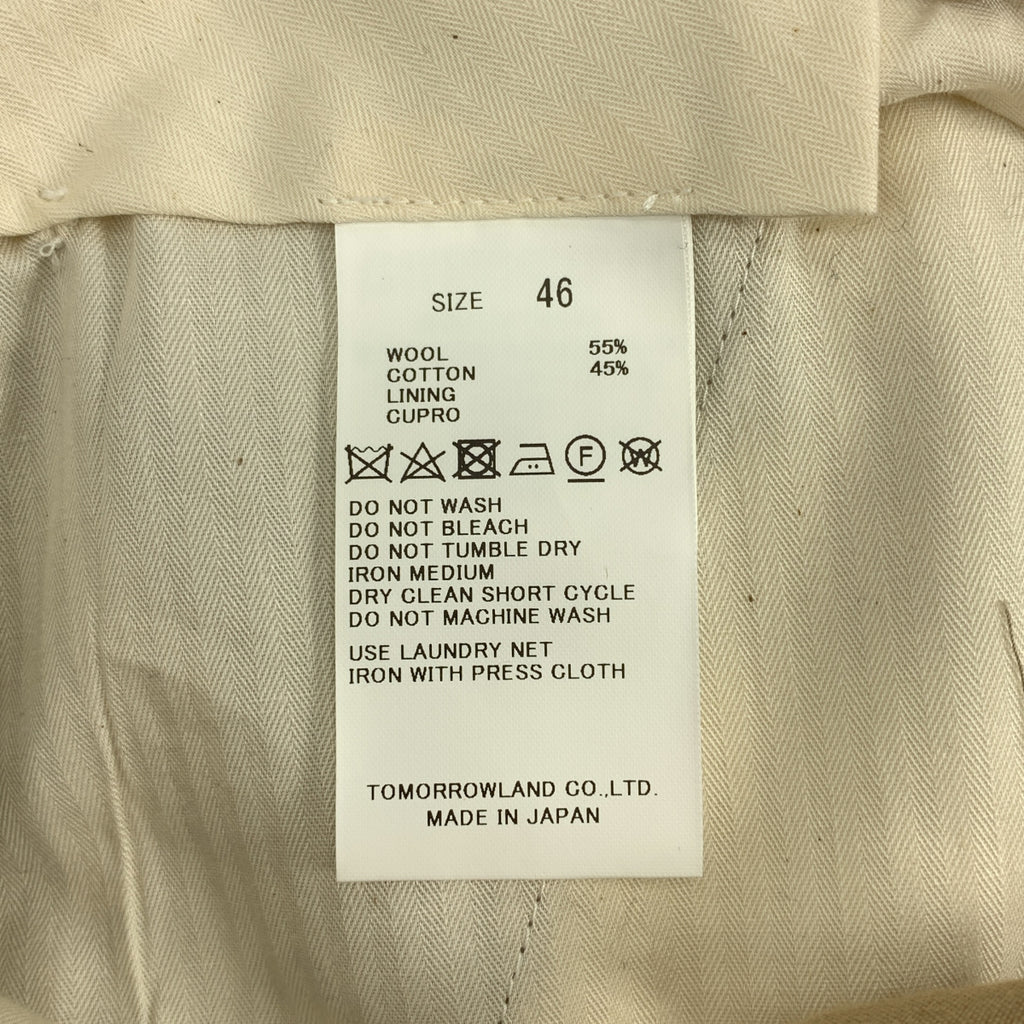 SIZE 46
WOOL 55%
COTTON 45%
LINING
CUPRO
F W
DO NOT WASH
DO NOT BLEACH
DO NOT TUMBLE DRY
IRON MEDIUM
DRY CLEAN SHORT CYCLE
DO NOT MACHINE WASH
USE LAUNDRY NET
IRON WITH PRESS CLOTH
TOMORROWLAND CO.,LTD.
MADE IN JAPAN